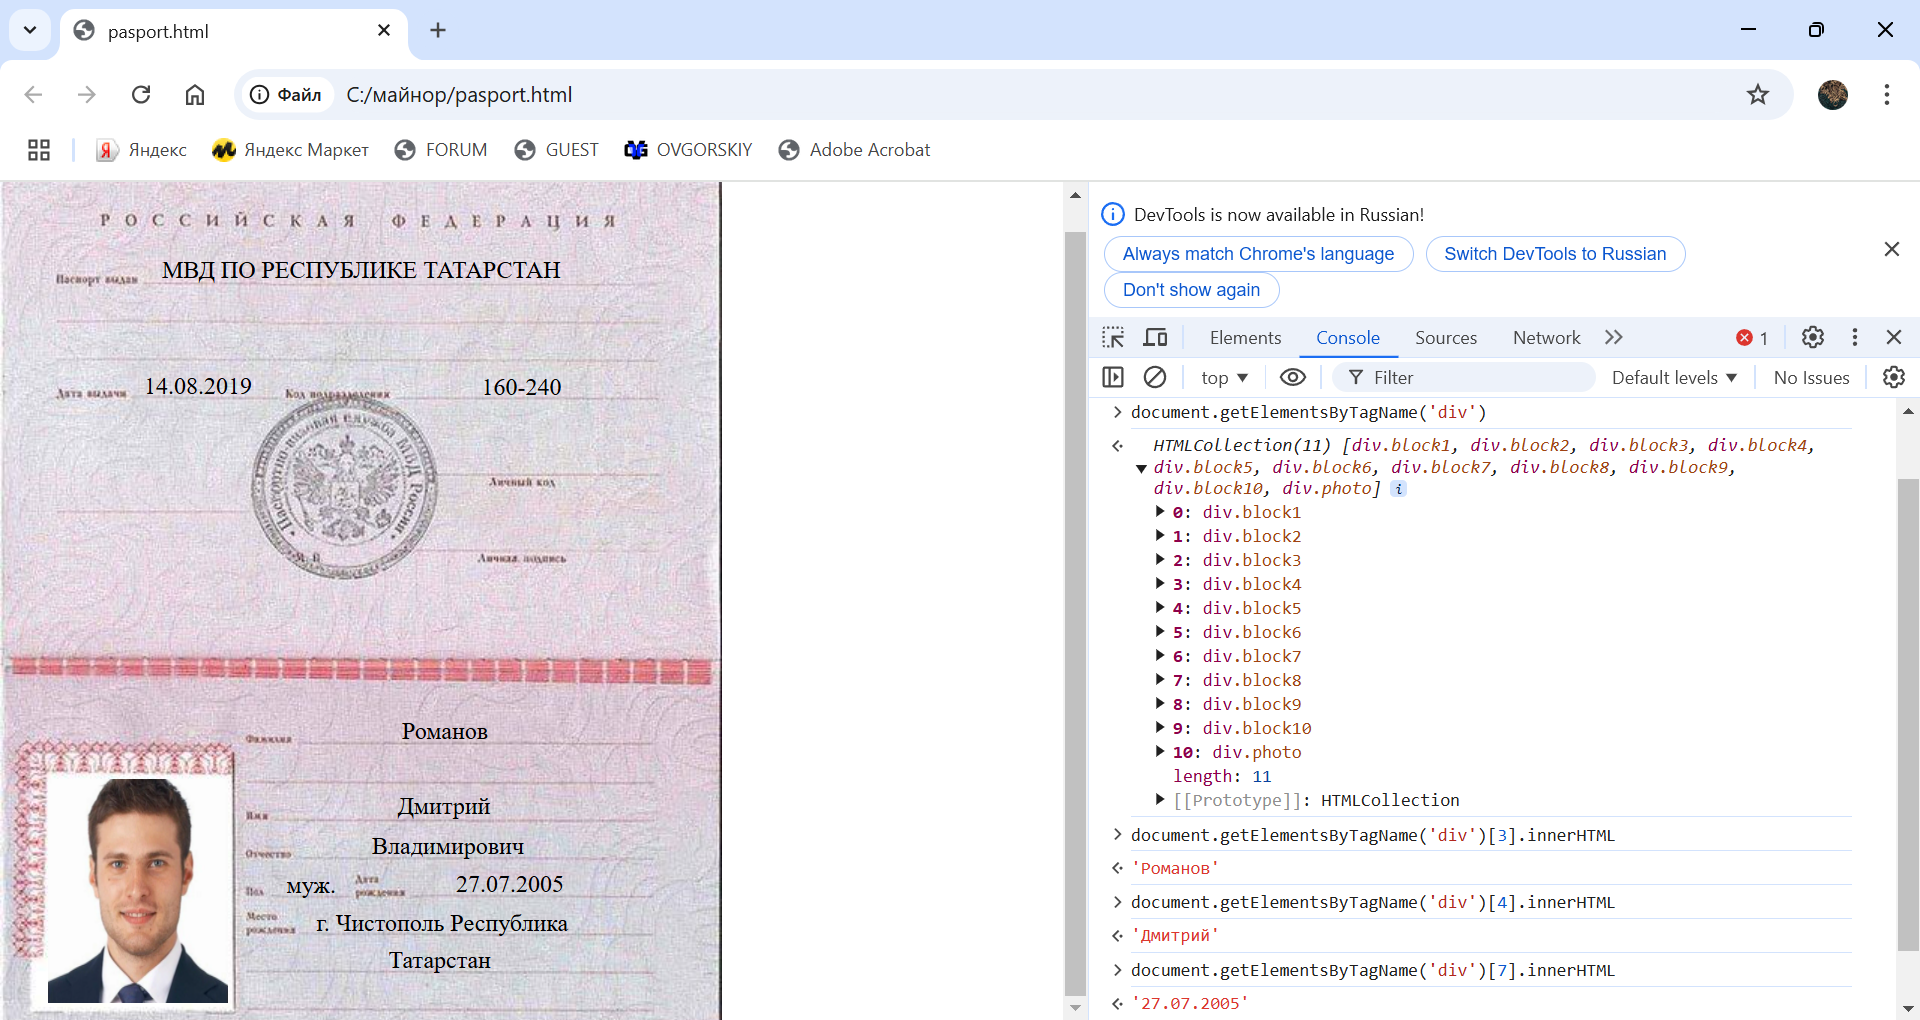 pasport.html
Файл
C:/майнор/pasport.html
Яндекс
Яндекс Маркет
FORUM
GUEST
OVGORSKIY
Adobe Acrobat
РОССИЙСКАЯ ФЕДЕРАЦИЯ
Паспорт выдан МВД ПО РЕСПУБЛИКЕ ТАТАРСТАН
Дата выдачи 14.08.2019 Код подразделения 160-240
Паспортно-визовая служба МВД России
М. П.
Личный код
Личная подпись
Фамилия Романов
Имя Дмитрий
Отчество Владимирович
Пол муж. Дата рождения 27.07.2005
Место рождения г. Чистополь Республика
Татарстан
DevTools is now available in Russian!
Always match Chrome's language
Switch DevTools to Russian
Don't show again
Elements Console Sources Network 1
top Filter Default levels No Issues
document.getElementsByTagName('div')
HTMLCollection(11) [div.block1, div.block2, div.block3, div.block4,
div.block5, div.block6, div.block7, div.block8, div.block9,
div.block10, div.photo] i
0: div.block1
1: div.block2
2: div.block3
3: div.block4
4: div.block5
5: div.block6
6: div.block7
7: div.block8
8: div.block9
9: div.block10
10: div.photo
length: 11
[[Prototype]]: HTMLCollection
document.getElementsByTagName('div')[3].innerHTML
'Романов'
document.getElementsByTagName('div')[4].innerHTML
'Дмитрий'
document.getElementsByTagName('div')[7].innerHTML
'27.07.2005'